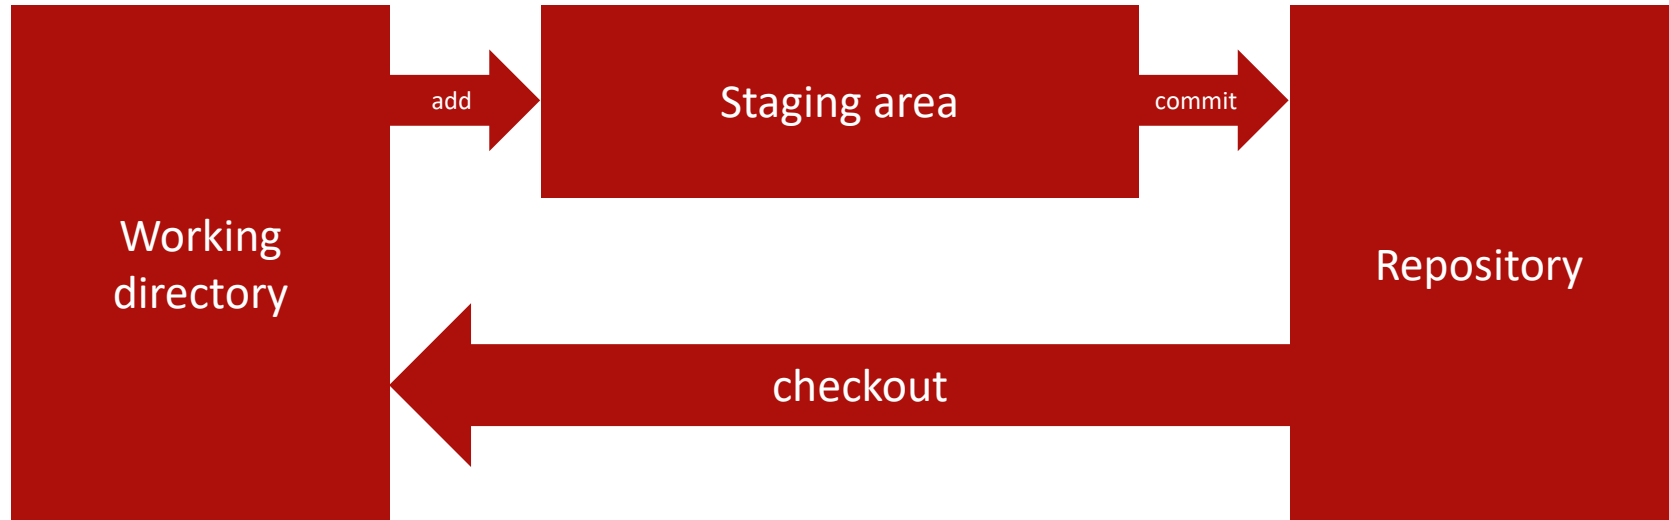 Working
directory
add
Staging area
commit
Repository
checkout